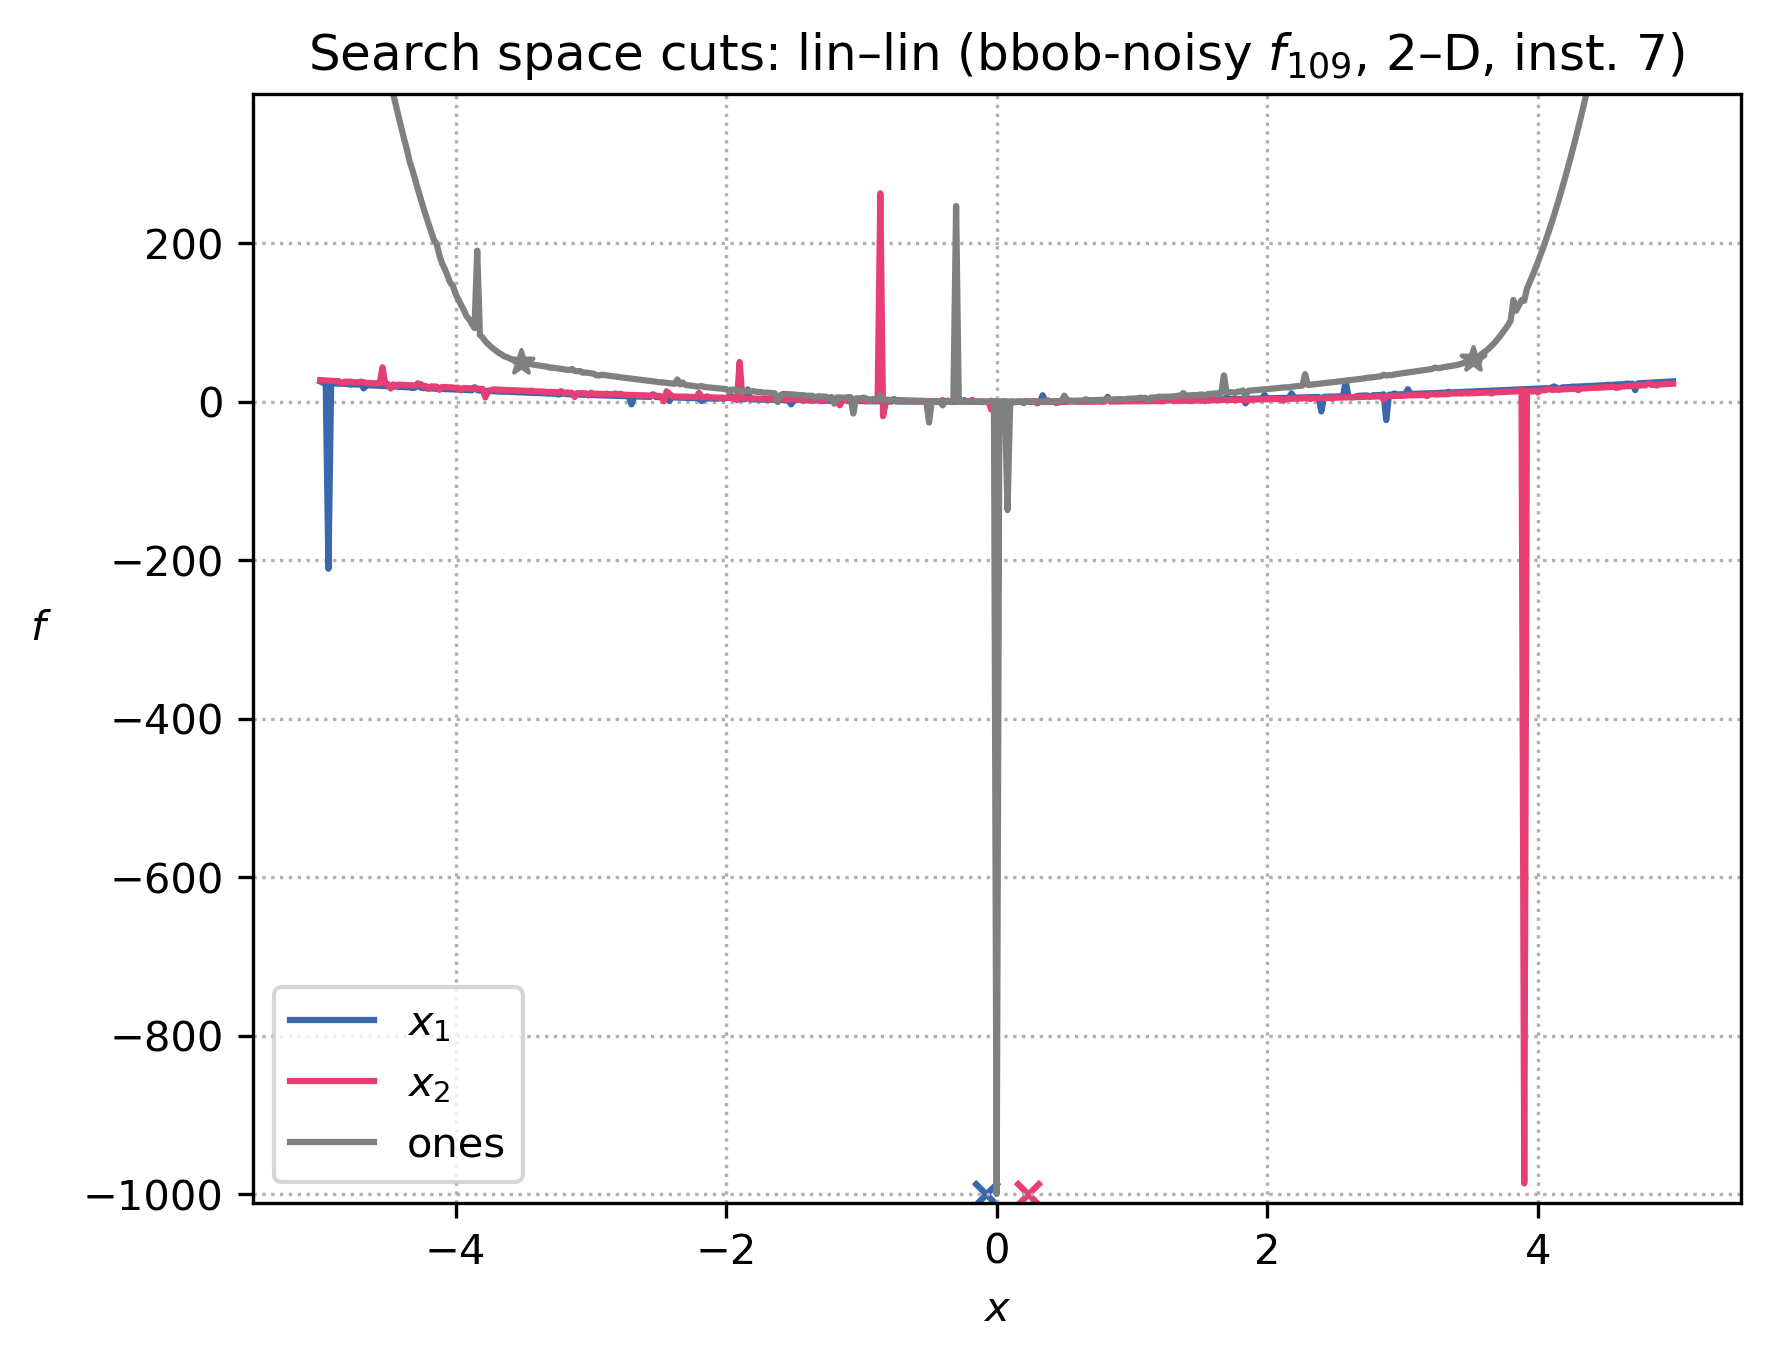 Search space cuts: lin–lin (bbob-noisy f₁₀₉, 2–D, inst. 7)
200
0
−200
−400
−600
−800
−1000
f
x₁
x₂
ones
−4 −2 0 2 4
x